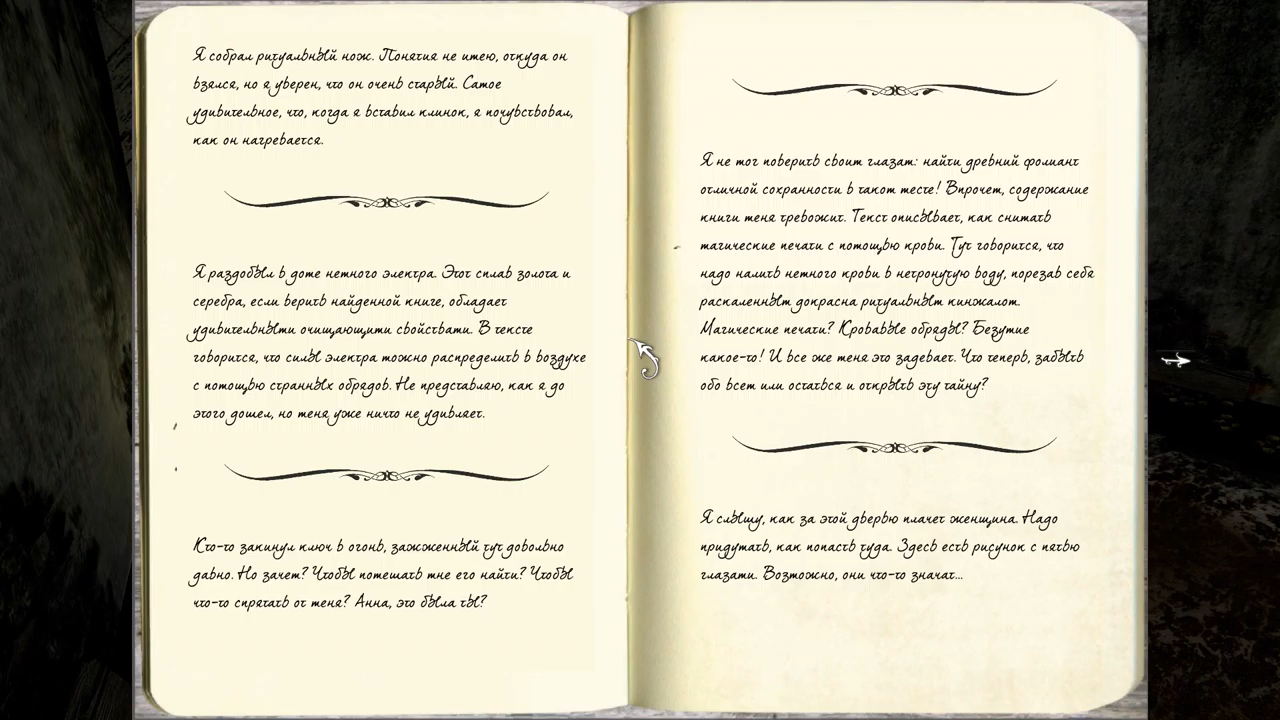 Я собрал ритуальный нож. Понятия не имею, откуда он
взялся, но я уверен, что он очень старый. Самое
удивительное, что, когда я вставил клинок, я почувствовал,
как он нагревается.
Я раздобыл в доме немного электра. Этот сплав золота и
серебра, если верить найденной книге, обладает
удивительными очищающими свойствами. В тексте
говорится, что силы электра можно распределить в воздухе
с помощью странных обрядов. Не представляю, как я до
этого дошел, но меня уже ничто не удивляет.
Кто-то закинул ключ в огонь, зажженный тут довольно
давно. Но зачем? Чтобы помешать мне его найти? Чтобы
что-то спрятать от меня? Анна, это была ты?
Я не мог поверить своим глазам: найти древний фолиант
отличной сохранности в таком месте! Впрочем, содержание
книги меня тревожит. Текст описывает, как снимать
магические печати с помощью крови. Тут говорится, что
надо налить немного крови в нетронутую воду, порезав себя
раскаленным докрасна ритуальным кинжалом.
Магические печати? Кровавые обряды? Безумие
какое-то! И все же меня это задевает. Что теперь, забыть
обо всем или остаться и открыть эту тайну?
Я слышу, как за этой дверью плачет женщина. Надо
придумать, как попасть туда. Здесь есть рисунок с пятью
глазами. Возможно, они что-то значат...